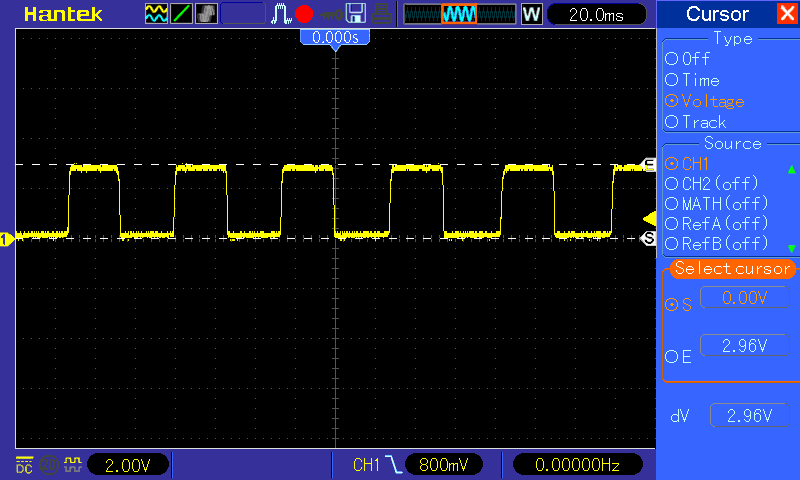 Hantek
W
20.0ms
Cursor
0.000s
Type
Off
Time
Voltage
Track
Source
CH1
CH2(off)
MATH(off)
RefA(off)
RefB(off)
E
1
S
Select cursor
S 0.00V
E 2.96V
dV 2.96V
DC 2.00V
CH1 800mV
0.00000Hz